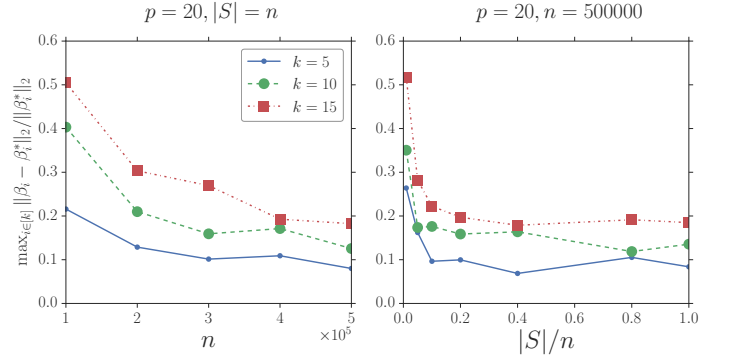 p = 20, |S| = n
p = 20, n = 500000
max_{i∈[k]} ||β_i − β_i^*||_2/||β_i^*||_2
0.6
0.5
0.4
0.3
0.2
0.1
0.0
k = 5
k = 10
k = 15
1 2 3 4 5
×10^5
n
0.6
0.5
0.4
0.3
0.2
0.1
0.0
0.0 0.2 0.4 0.6 0.8 1.0
|S|/n